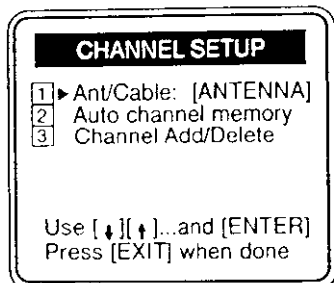 CHANNEL SETUP
1 ▸ Ant/Cable: [ANTENNA]
2 Auto channel memory
3 Channel Add/Delete
Use [↓][↑]...and [ENTER]
Press [EXIT] when done